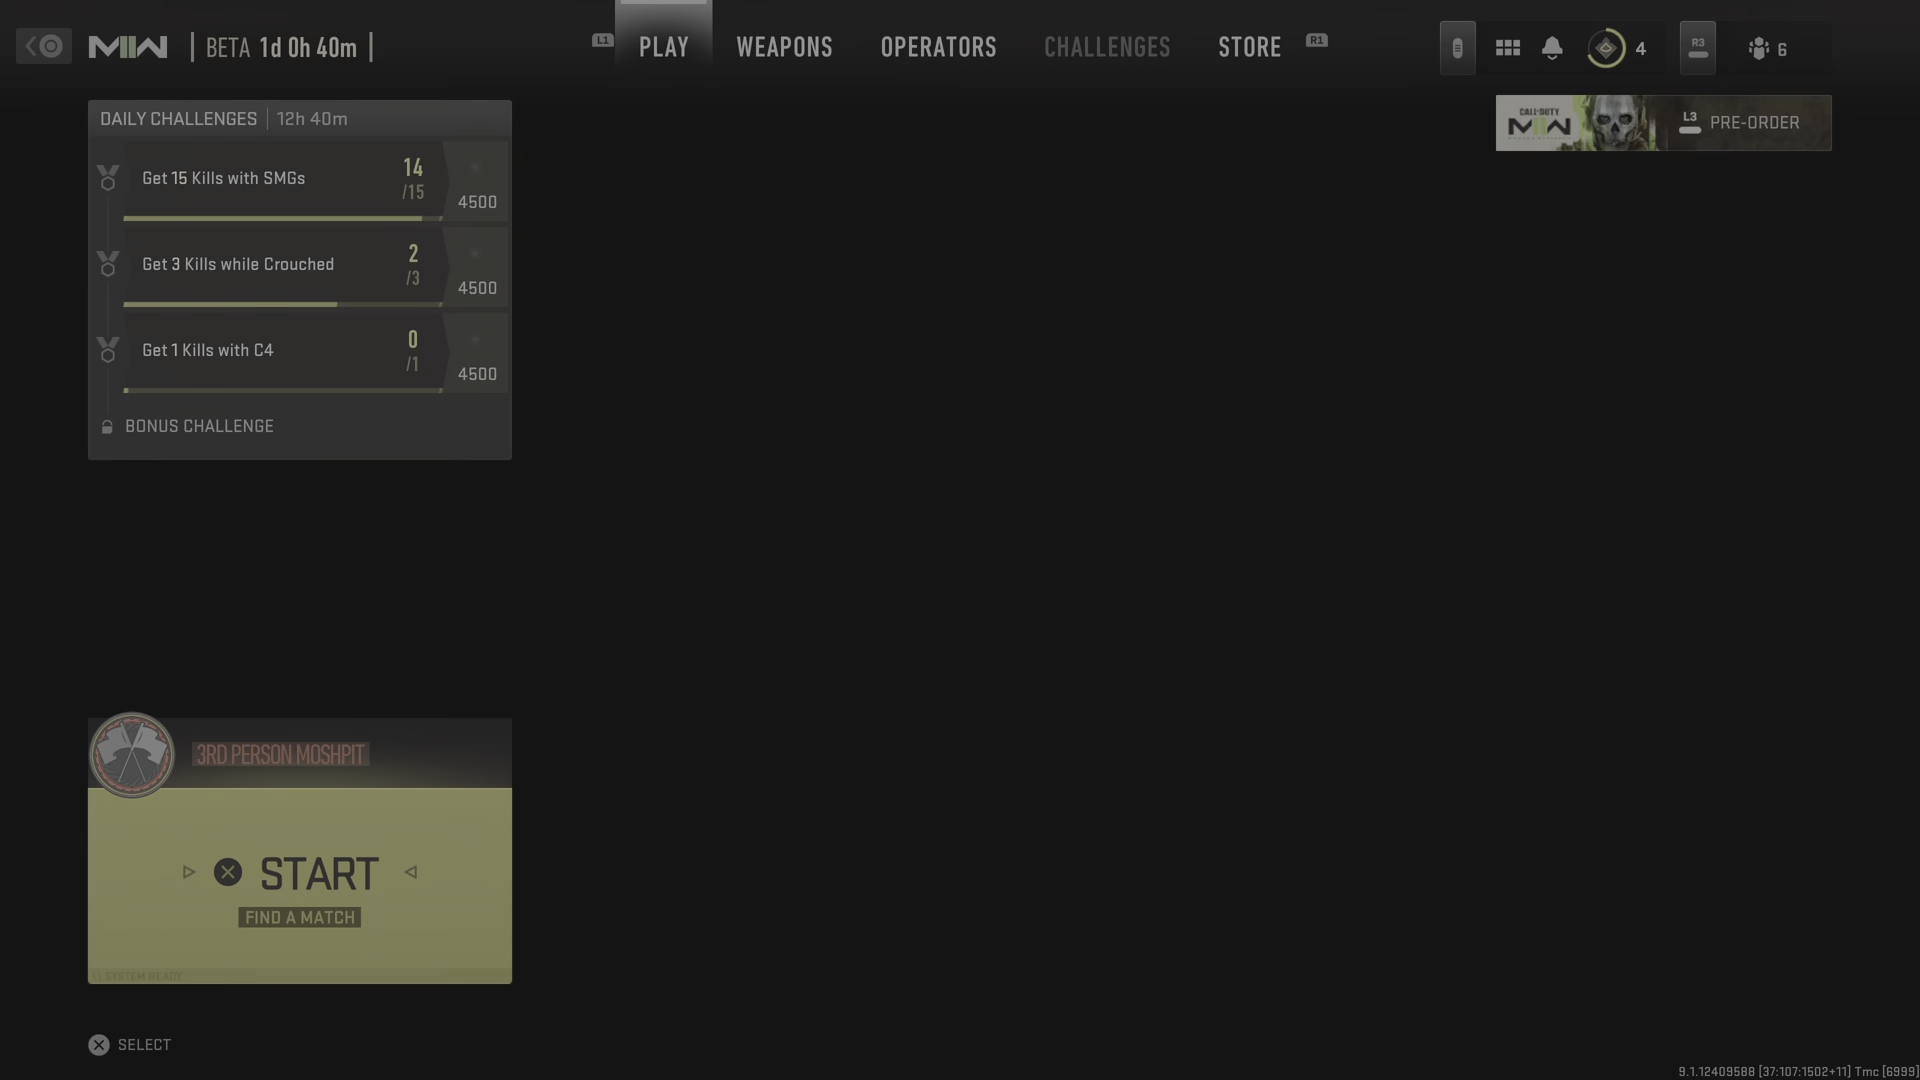 MW | BETA 1d 0h 40m |
L1 PLAY WEAPONS OPERATORS CHALLENGES STORE R1
4
R3
6
DAILY CHALLENGES | 12h 40m
Get 15 Kills with SMGs
14
/15
4500
Get 3 Kills while Crouched
2
/3
4500
Get 1 Kills with C4
0
/1
4500
BONUS CHALLENGE
CALL·DUTY
MW
L3 PRE-ORDER
3RD PERSON MOSHPIT
START
FIND A MATCH
\\ SYSTEM READY
SELECT
9.1.12409588 [37:107:1502+11] Tmc [6999]